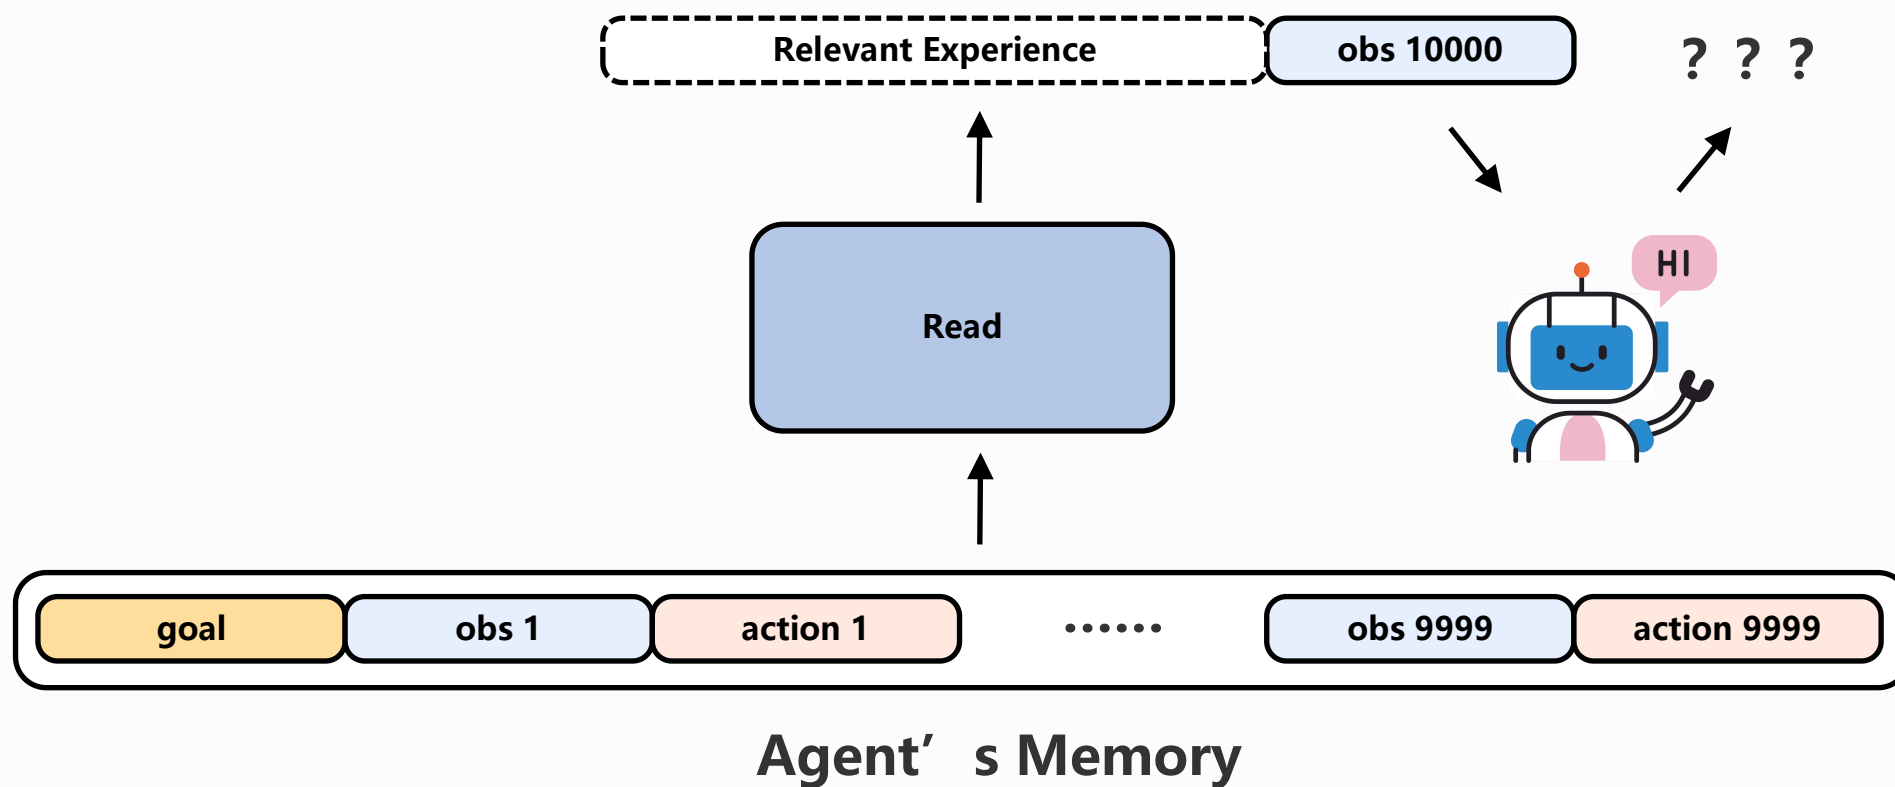 Relevant Experience obs 10000 ? ? ?
HI
Read
goal obs 1 action 1 ...... obs 9999 action 9999
Agent’s Memory